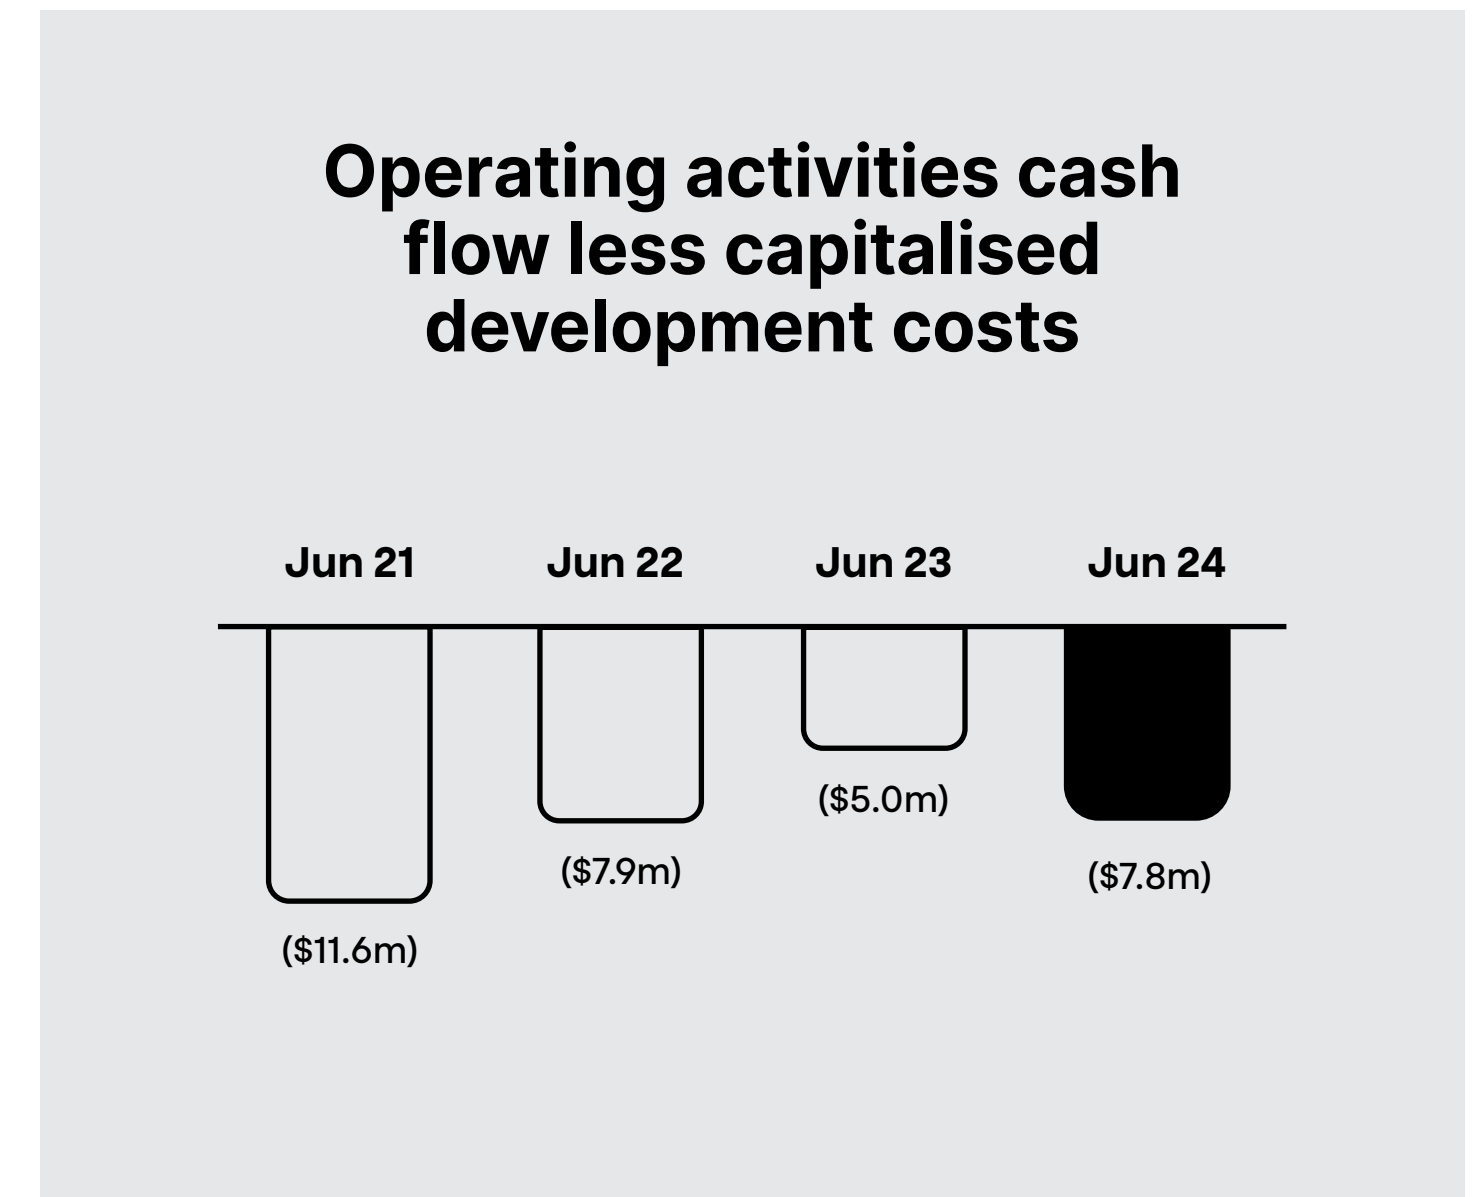 Operating activities cash
flow less capitalised
development costs
Jun 21 Jun 22 Jun 23 Jun 24
($5.0m)
($7.9m) ($7.8m)
($11.6m)